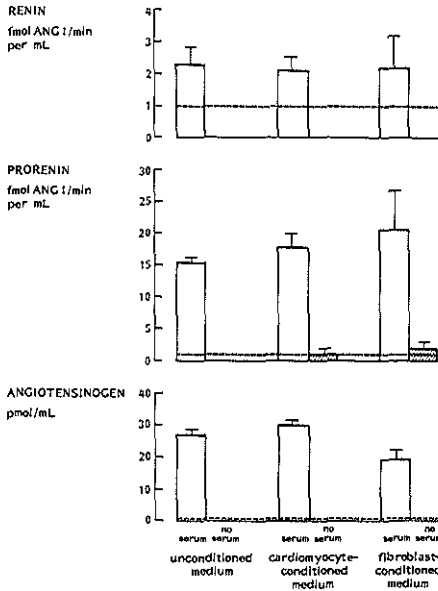 RENIN
fmol ANG I/min
per mL
4
3
2
1
0
PRORENIN
fmol ANG I/min
per mL
30
25
20
15
10
5
0
ANGIOTENSINOGEN
pmol/mL
40
30
20
10
0
no no no
serum serum serum serum serum serum
unconditioned cardiomyocyte- fibroblast-
medium conditioned conditioned
medium medium